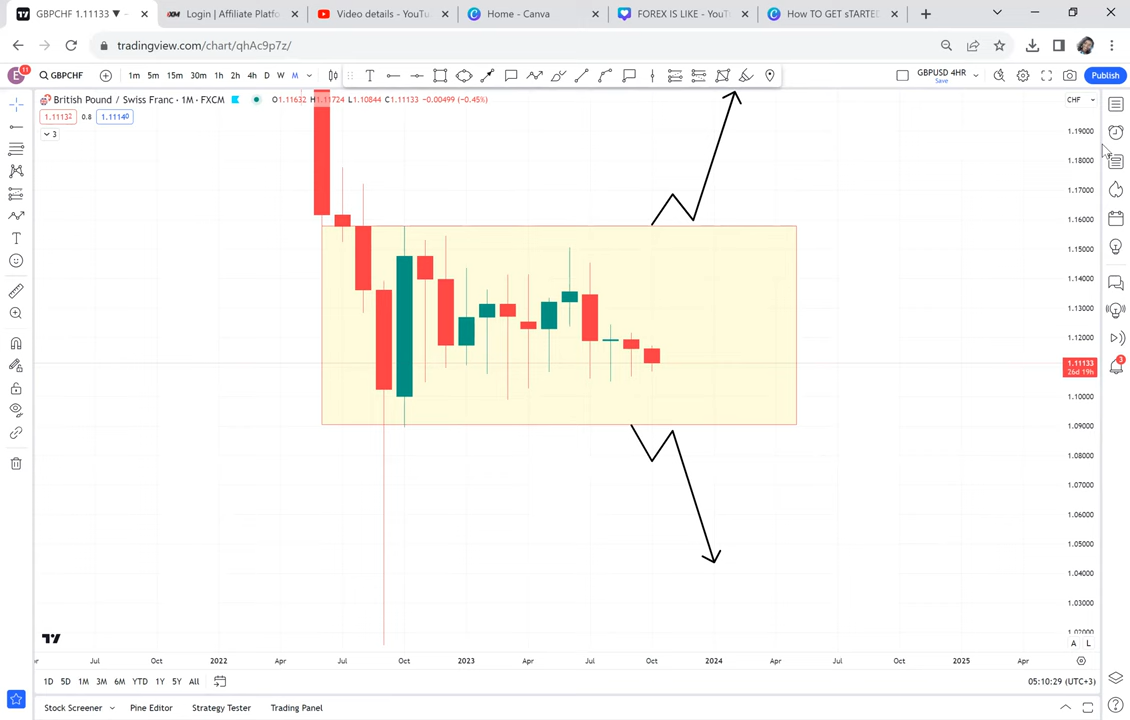 GBPCHF 1.11133 ▼
Login | Affiliate Platfo
Video details - YouTu
Home - Canva
FOREX IS LIKE - YouT
How TO GET sTARTED
tradingview.com/chart/qhAc9p7z/
E
11
GBPCHF
1m 5m 15m 30m 1h 2h 4h D W M
GBPUSD 4HR
Save
Publish
British Pound / Swiss Franc · 1M · FXCM
O1.11632 H1.11724 L1.10844 C1.11133 −0.00499 (−0.45%)
1.11132 0.8 1.11140
3
CHF
1.19000
1.18000
1.17000
1.16000
1.15000
1.14000
1.13000
1.12000
1.11133
26d 19h
1.10000
1.09000
1.08000
1.07000
1.06000
1.05000
1.04000
1.03000
1.02000
3
A L
Jul Oct 2022 Apr Jul Oct 2023 Apr Jul Oct 2024 Apr Jul Oct 2025 Apr
1D 5D 1M 3M 6M YTD 1Y 5Y All
05:10:29 (UTC+3)
Stock Screener Pine Editor Strategy Tester Trading Panel